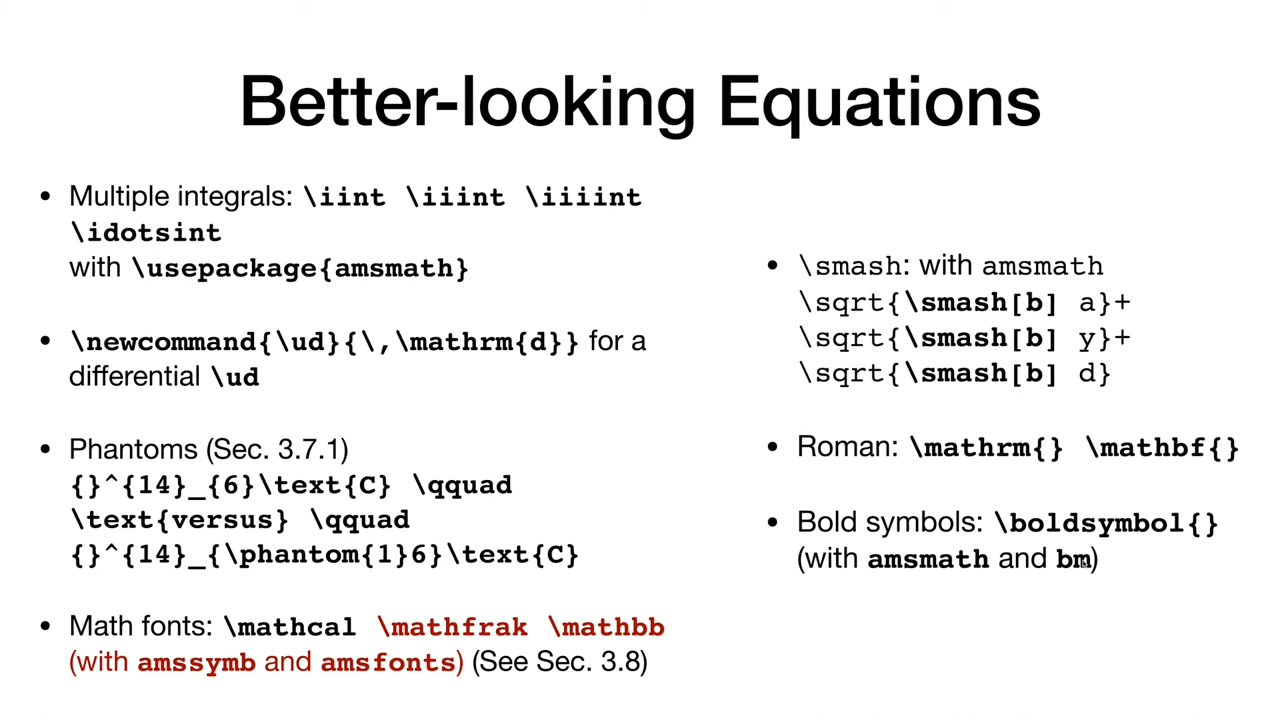 Better-looking Equations
• Multiple integrals: \iint \iiint \iiiint
\idotsint
with \usepackage{amsmath}
• \newcommand{\ud}{\,\mathrm{d}} for a
differential \ud
• Phantoms (Sec. 3.7.1)
{}^{14}_{6}\text{C} \qquad
\text{versus} \qquad
{}^{14}_{\phantom{1}6}\text{C}
• Math fonts: \mathcal \mathfrak \mathbb
(with amssymb and amsfonts) (See Sec. 3.8)
• \smash: with amsmath
\sqrt{\smash[b] a}+
\sqrt{\smash[b] y}+
\sqrt{\smash[b] d}
• Roman: \mathrm{} \mathbf{}
• Bold symbols: \boldsymbol{}
(with amsmath and bm)